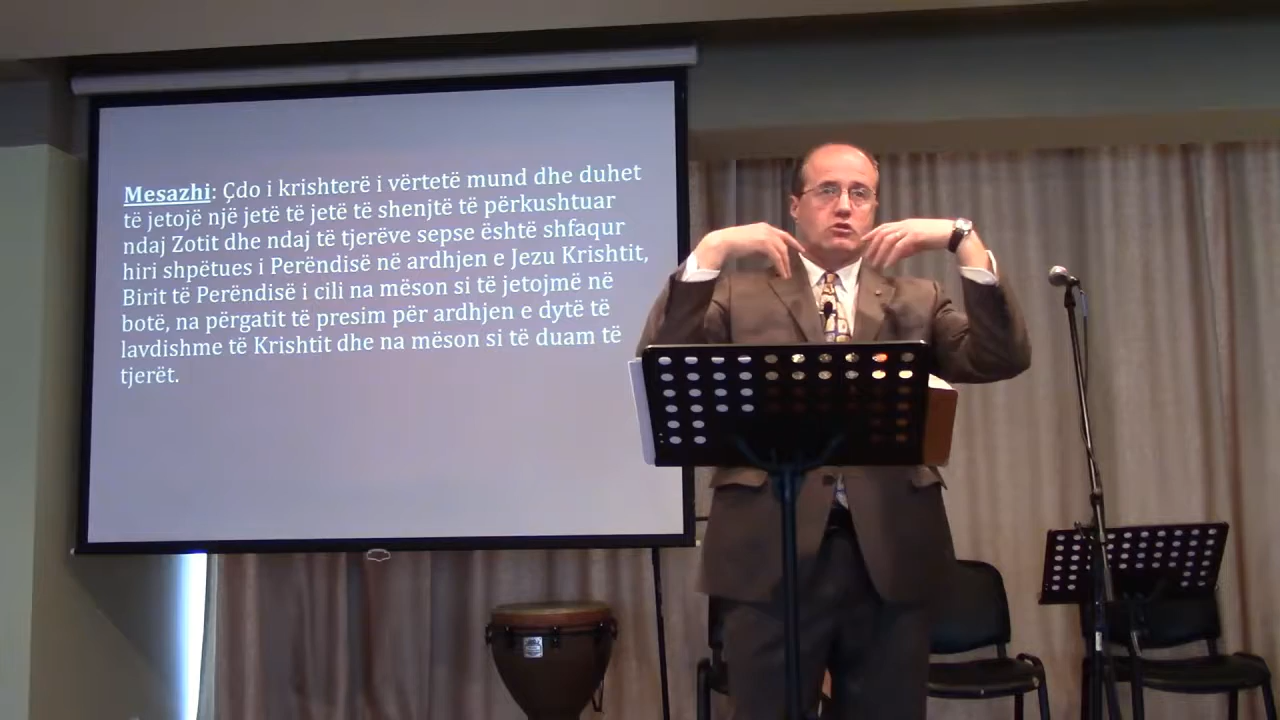 Mesazhi: Çdo i krishterë i vërtetë mund dhe duhet
të jetojë një jetë të jetë të shenjtë të përkushtuar
ndaj Zotit dhe ndaj të tjerëve sepse është shfaqur
hiri shpëtues i Perëndisë në ardhjen e Jezu Krishtit,
Birit të Perëndisë i cili na mëson si të jetojmë në
botë, na përgatit të presim për ardhjen e dytë të
lavdishme të Krishtit dhe na mëson si të duam të
tjerët.